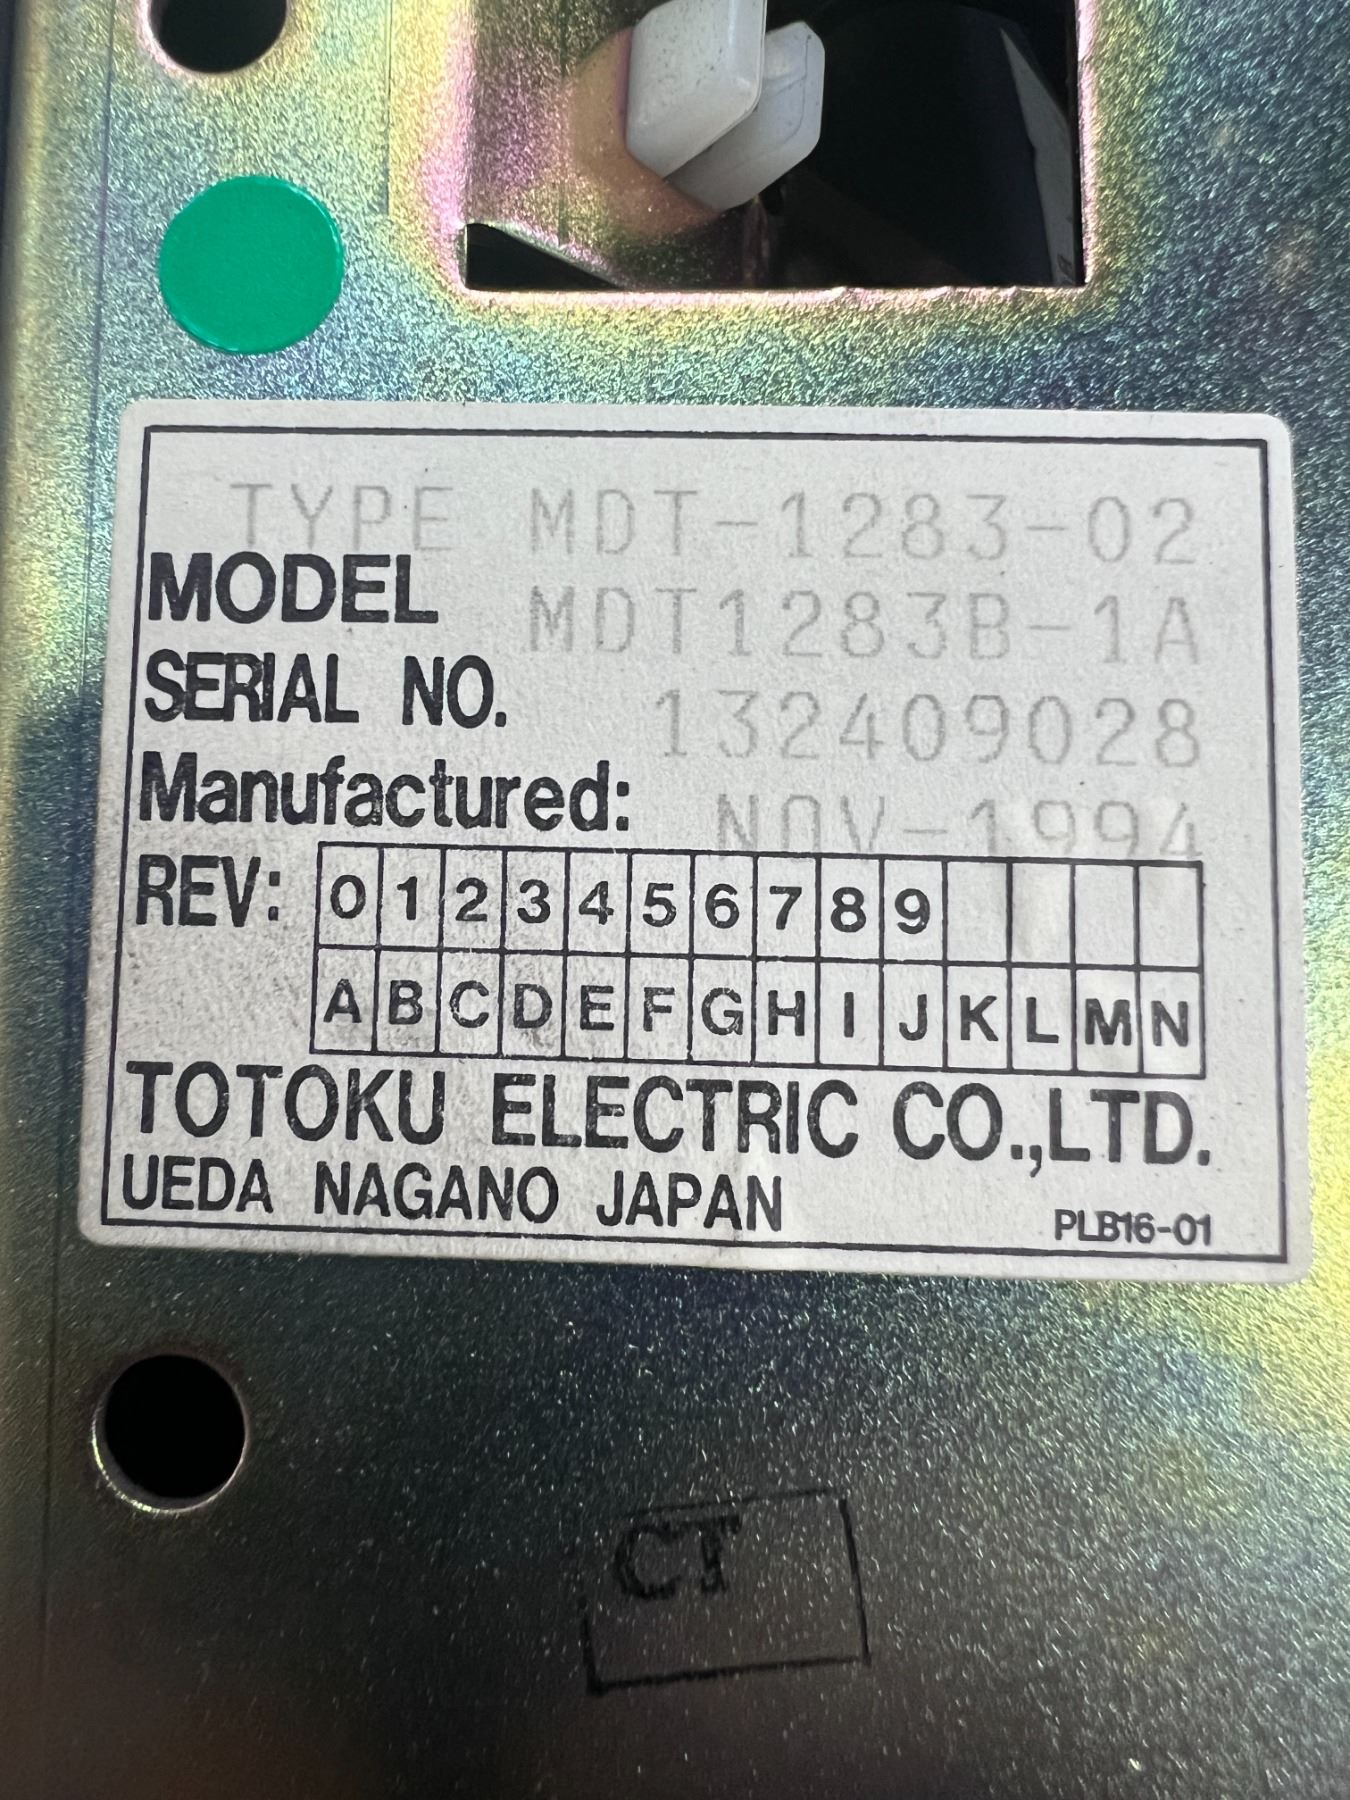 TYPE MDT-1283-02
MODEL MDT1283B-1A
SERIAL NO. 132409028
Manufactured: NOV-1994
REV: 0 1 2 3 4 5 6 7 8 9
A B C D E F G H I J K L M N
TOTOKU ELECTRIC CO.,LTD.
UEDA NAGANO JAPAN PLB16-01
CT